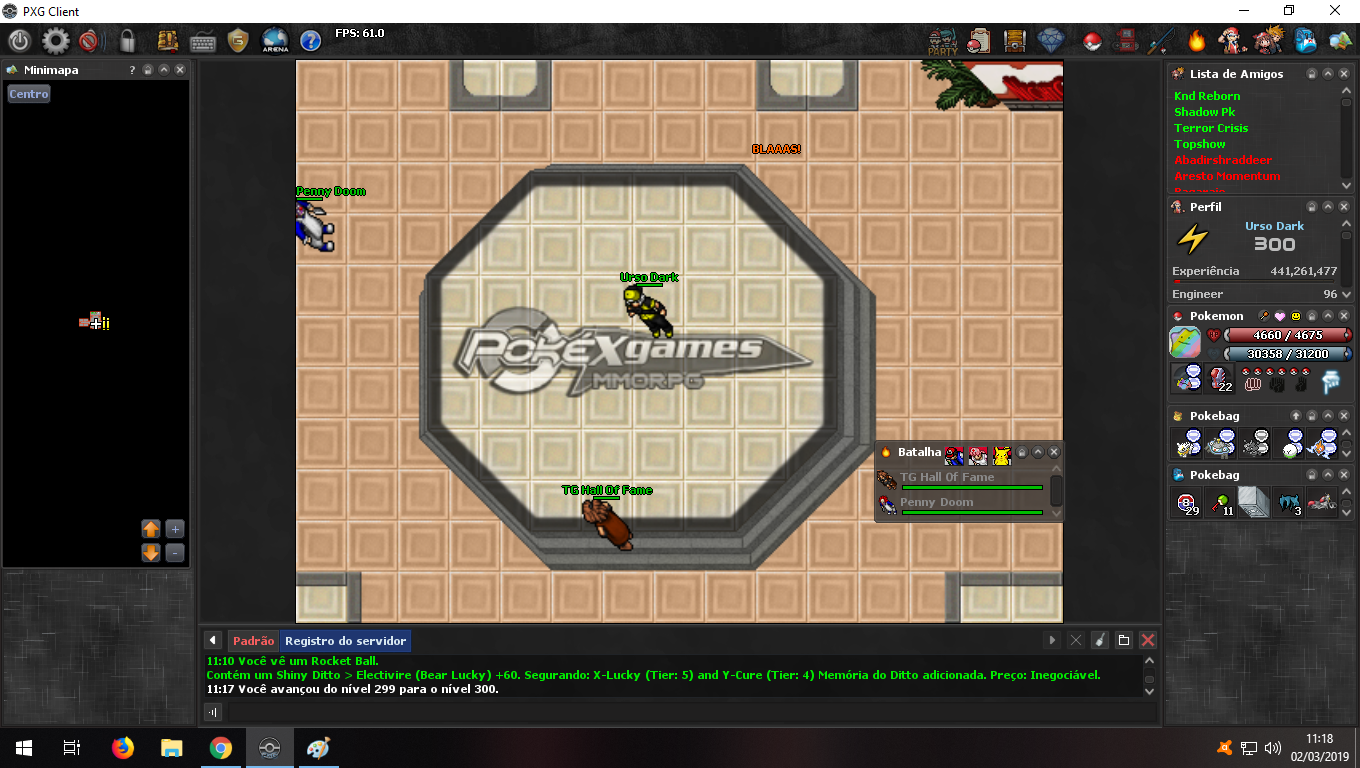 PXG Client
FPS: 61.0
PARTY
ARENA
Minimapa
?
Centro
+
-
Penny Doom
BLAAAS!
Urso Dark
POKEXgames
MMORPG
TG Hall Of Fame
Batalha
TG Hall Of Fame
Penny Doom
Lista de Amigos
Knd Reborn
Shadow Pk
Terror Crisis
Topshow
Abadirshraddeer
Aresto Momentum
Perfil
Urso Dark
300
Experiência 441,261,477
Engineer 96
Pokemon
4660 / 4675
30358 / 31200
22
Pokebag
Pokebag
29
11
3
Padrão
Registro do servidor
11:10 Você vê um Rocket Ball.
Contém um Shiny Ditto > Electivire (Bear Lucky) +60. Segurando: X-Lucky (Tier: 5) and Y-Cure (Tier: 4) Memória do Ditto adicionada. Preço: Inegociável.
11:17 Você avançou do nível 299 para o nível 300.
11:18
02/03/2019